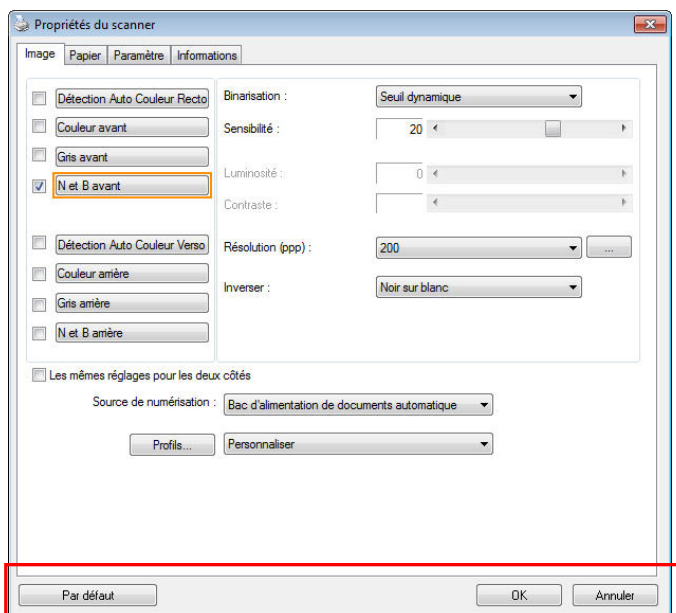 Propriétés du scanner
Image Papier Paramètre Informations
Détection Auto Couleur Recto
Couleur avant
Gris avant
N et B avant
Détection Auto Couleur Verso
Couleur arrière
Gris arrière
N et B arrière
Binarisation : Seuil dynamique
Sensibilité : 20
Luminosité : 0
Contraste :
Résolution (ppp) : 200 ...
Inverser : Noir sur blanc
Les mêmes réglages pour les deux côtés
Source de numérisation : Bac d'alimentation de documents automatique
Profils... Personnaliser
Par défaut OK Annuler